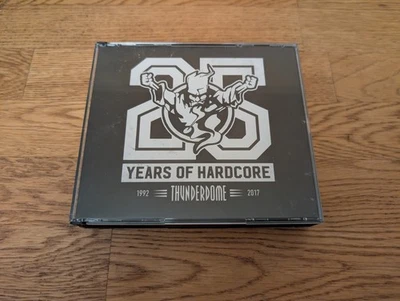 25
YEARS OF HARDCORE
1992 THUNDERDOME 2017